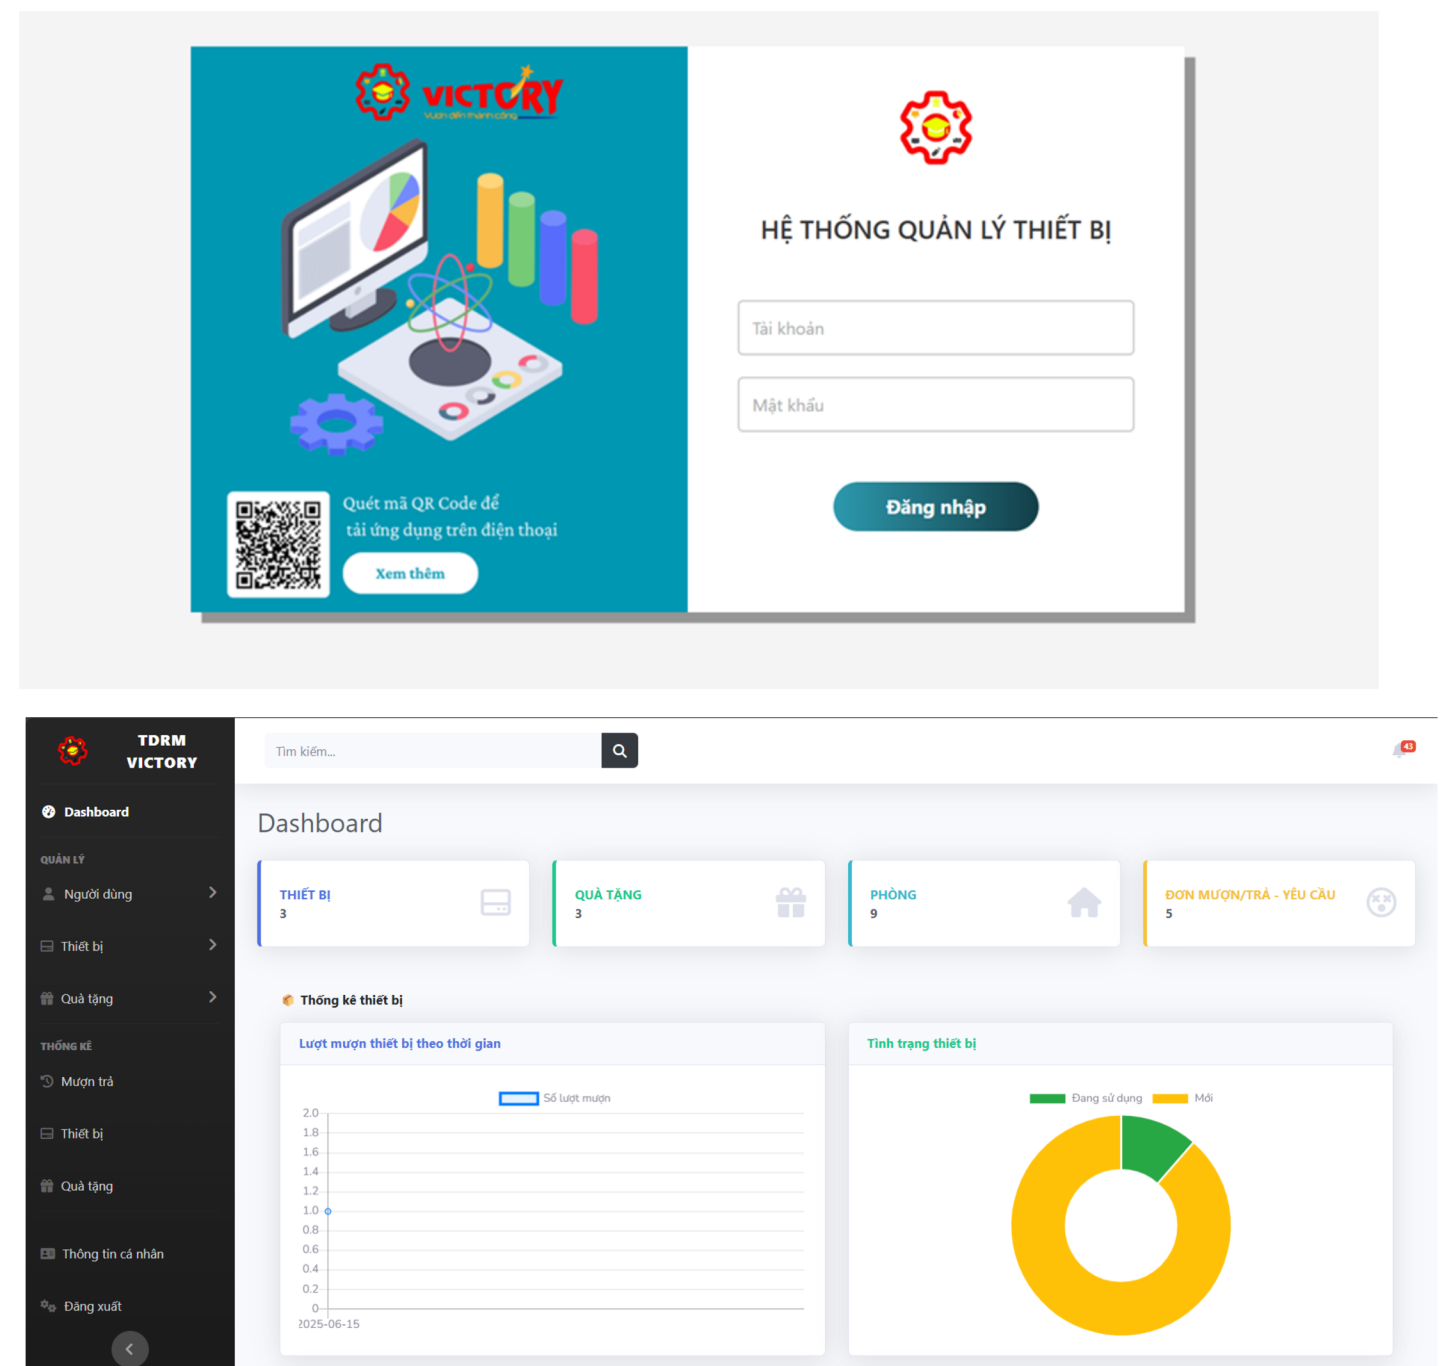 VICTORY
Vươn đến thành công
Quét mã QR Code để
tải ứng dụng trên điện thoại
Xem thêm
HỆ THỐNG QUẢN LÝ THIẾT BỊ
Tài khoản
Mật khẩu
Đăng nhập
TDRM
VICTORY
Dashboard
QUẢN LÝ
Người dùng
Thiết bị
Quà tặng
THỐNG KÊ
Mượn trả
Thiết bị
Quà tặng
Thông tin cá nhân
Đăng xuất
Tìm kiếm...
43
Dashboard
THIẾT BỊ
3
QUÀ TẶNG
3
PHÒNG
9
ĐƠN MƯỢN/TRẢ - YÊU CẦU
5
Thống kê thiết bị
Lượt mượn thiết bị theo thời gian
Số lượt mượn
2.0
1.8
1.6
1.4
1.2
1.0
0.8
0.6
0.4
0.2
0
2025-06-15
Tình trạng thiết bị
Đang sử dụng
Mới